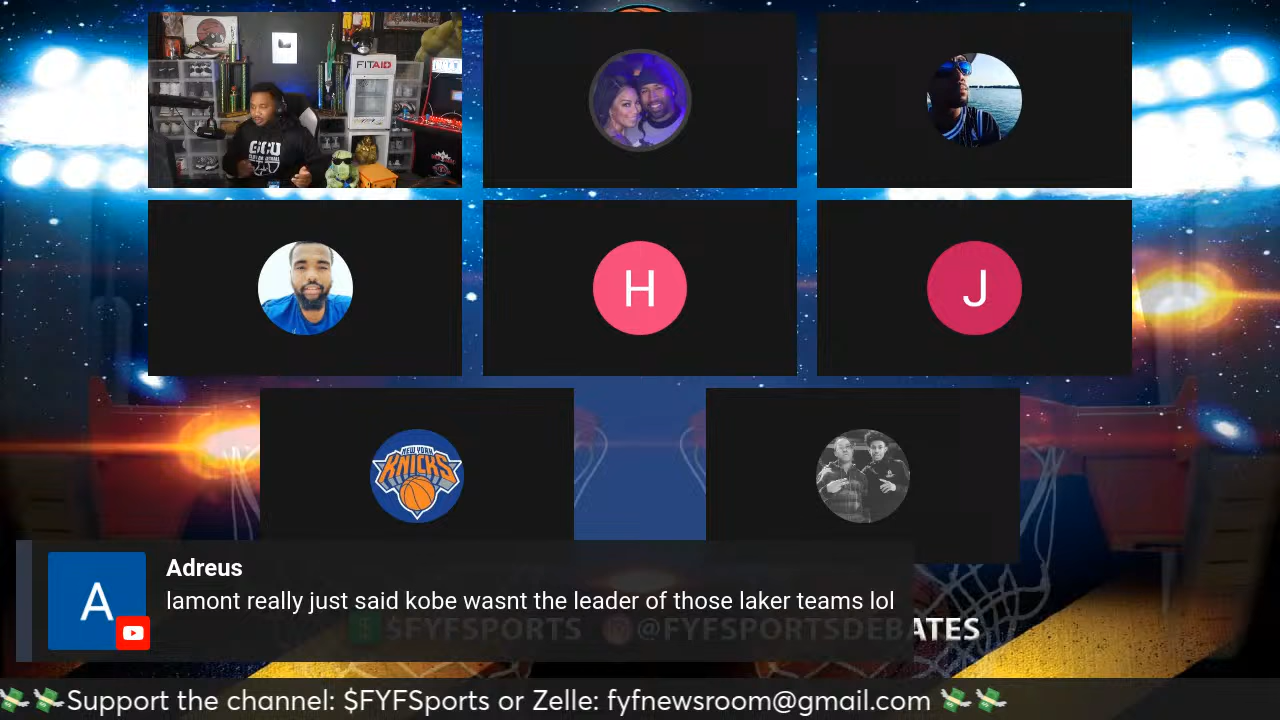 FITAID
GCU
H
J
NEW YORK
KNICKS
A
Adreus
lamont really just said kobe wasnt the leader of those laker teams lol
$FYFSPORTS @FYFSPORTSDEBATES
Support the channel: $FYFSports or Zelle: fyfnewsroom@gmail.com